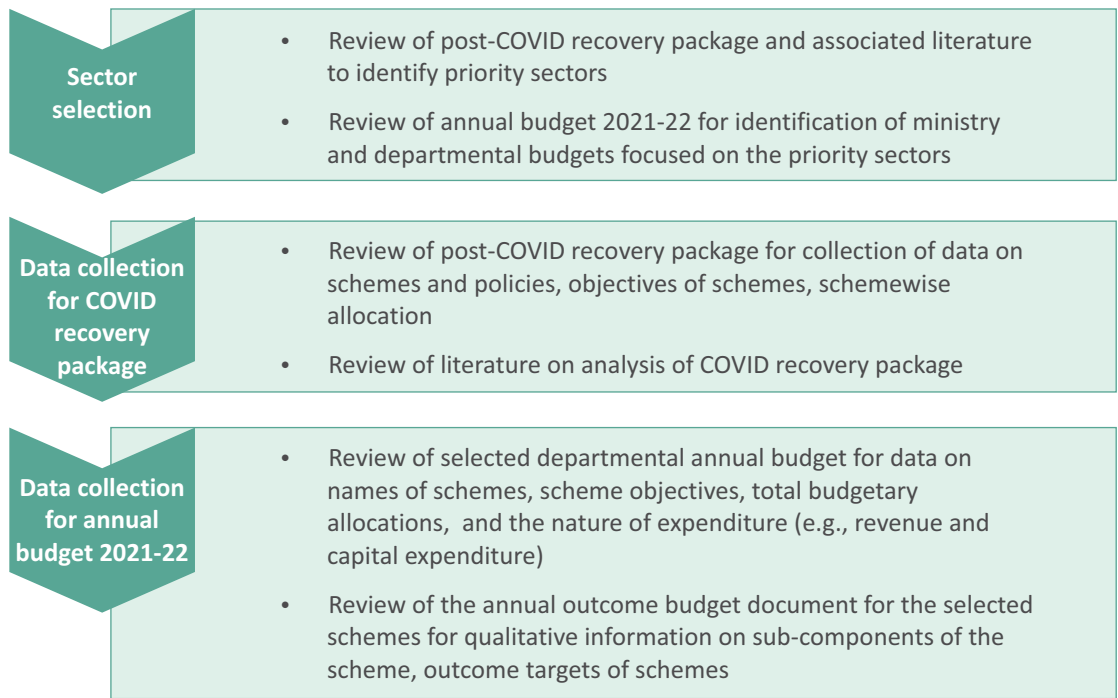 Sector
selection
• Review of post-COVID recovery package and associated literature
to identify priority sectors
• Review of annual budget 2021-22 for identification of ministry
and departmental budgets focused on the priority sectors
Data collection
for COVID
recovery
package
• Review of post-COVID recovery package for collection of data on
schemes and policies, objectives of schemes, schemewise
allocation
• Review of literature on analysis of COVID recovery package
Data collection
for annual
budget 2021-22
• Review of selected departmental annual budget for data on
names of schemes, scheme objectives, total budgetary
allocations, and the nature of expenditure (e.g., revenue and
capital expenditure)
• Review of the annual outcome budget document for the selected
schemes for qualitative information on sub-components of the
scheme, outcome targets of schemes